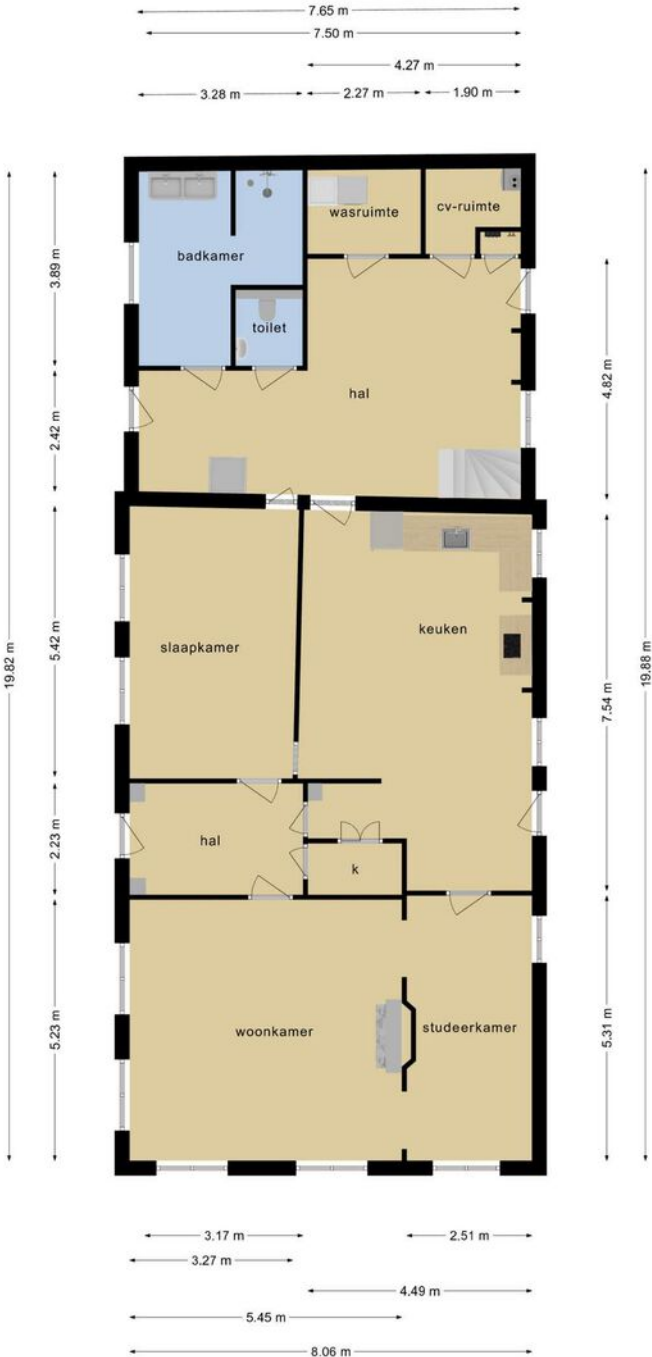 7.65 m
7.50 m
4.27 m
3.28 m
2.27 m
1.90 m
wasruimte
cv-ruimte
badkamer
toilet
hal
3.89 m
2.42 m
4.82 m
19.82 m
19.88 m
slaapkamer
keuken
5.42 m
7.54 m
hal
k
2.23 m
woonkamer
studeerkamer
5.23 m
5.31 m
3.17 m
2.51 m
3.27 m
4.49 m
5.45 m
8.06 m